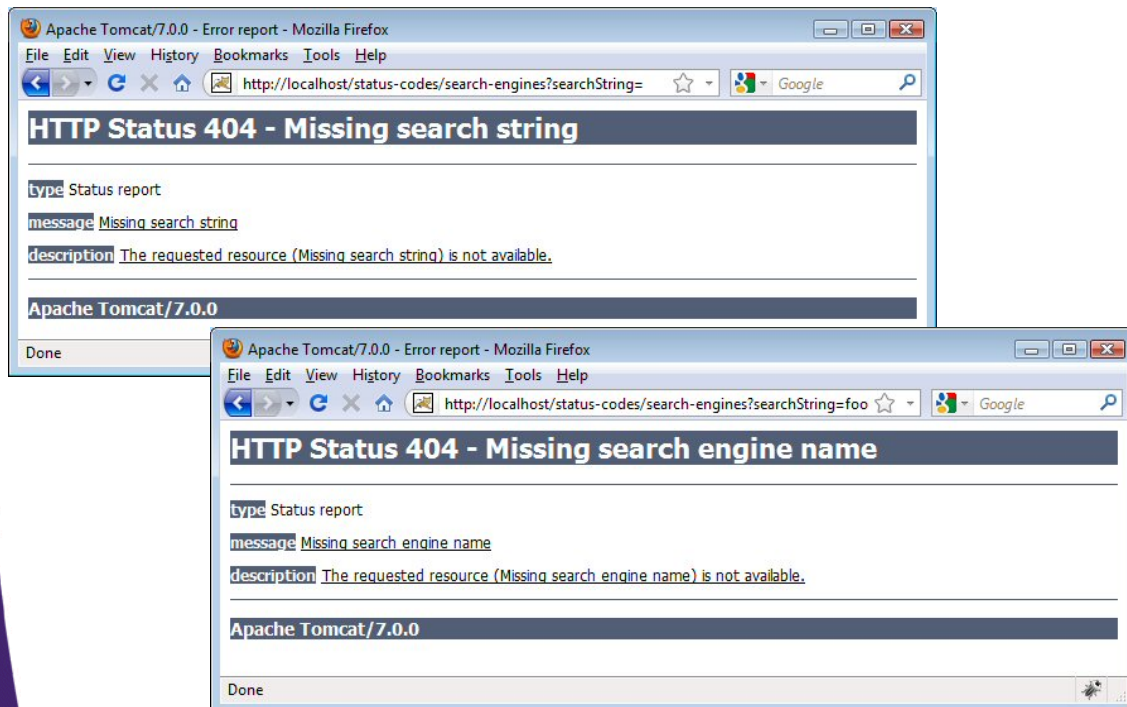 Apache Tomcat/7.0.0 - Error report - Mozilla Firefox
File Edit View History Bookmarks Tools Help
http://localhost/status-codes/search-engines?searchString=
Google
HTTP Status 404 - Missing search string
type Status report
message Missing search string
description The requested resource (Missing search string) is not available.
Apache Tomcat/7.0.0
Done
Apache Tomcat/7.0.0 - Error report - Mozilla Firefox
File Edit View History Bookmarks Tools Help
http://localhost/status-codes/search-engines?searchString=foo
Google
HTTP Status 404 - Missing search engine name
type Status report
message Missing search engine name
description The requested resource (Missing search engine name) is not available.
Apache Tomcat/7.0.0
Done